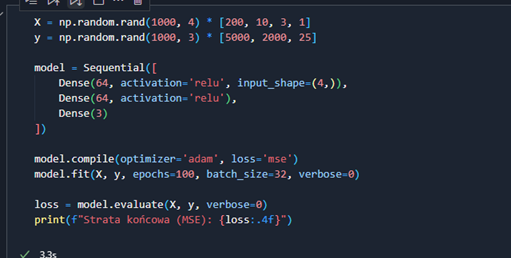 X = np.random.rand(1000, 4) * [200, 10, 3, 1]
y = np.random.rand(1000, 3) * [5000, 2000, 25]
model = Sequential([
Dense(64, activation='relu', input_shape=(4,)),
Dense(64, activation='relu'),
Dense(3)
])
model.compile(optimizer='adam', loss='mse')
model.fit(X, y, epochs=100, batch_size=32, verbose=0)
loss = model.evaluate(X, y, verbose=0)
print(f"Strata końcowa (MSE): {loss:.4f}")
3.3s